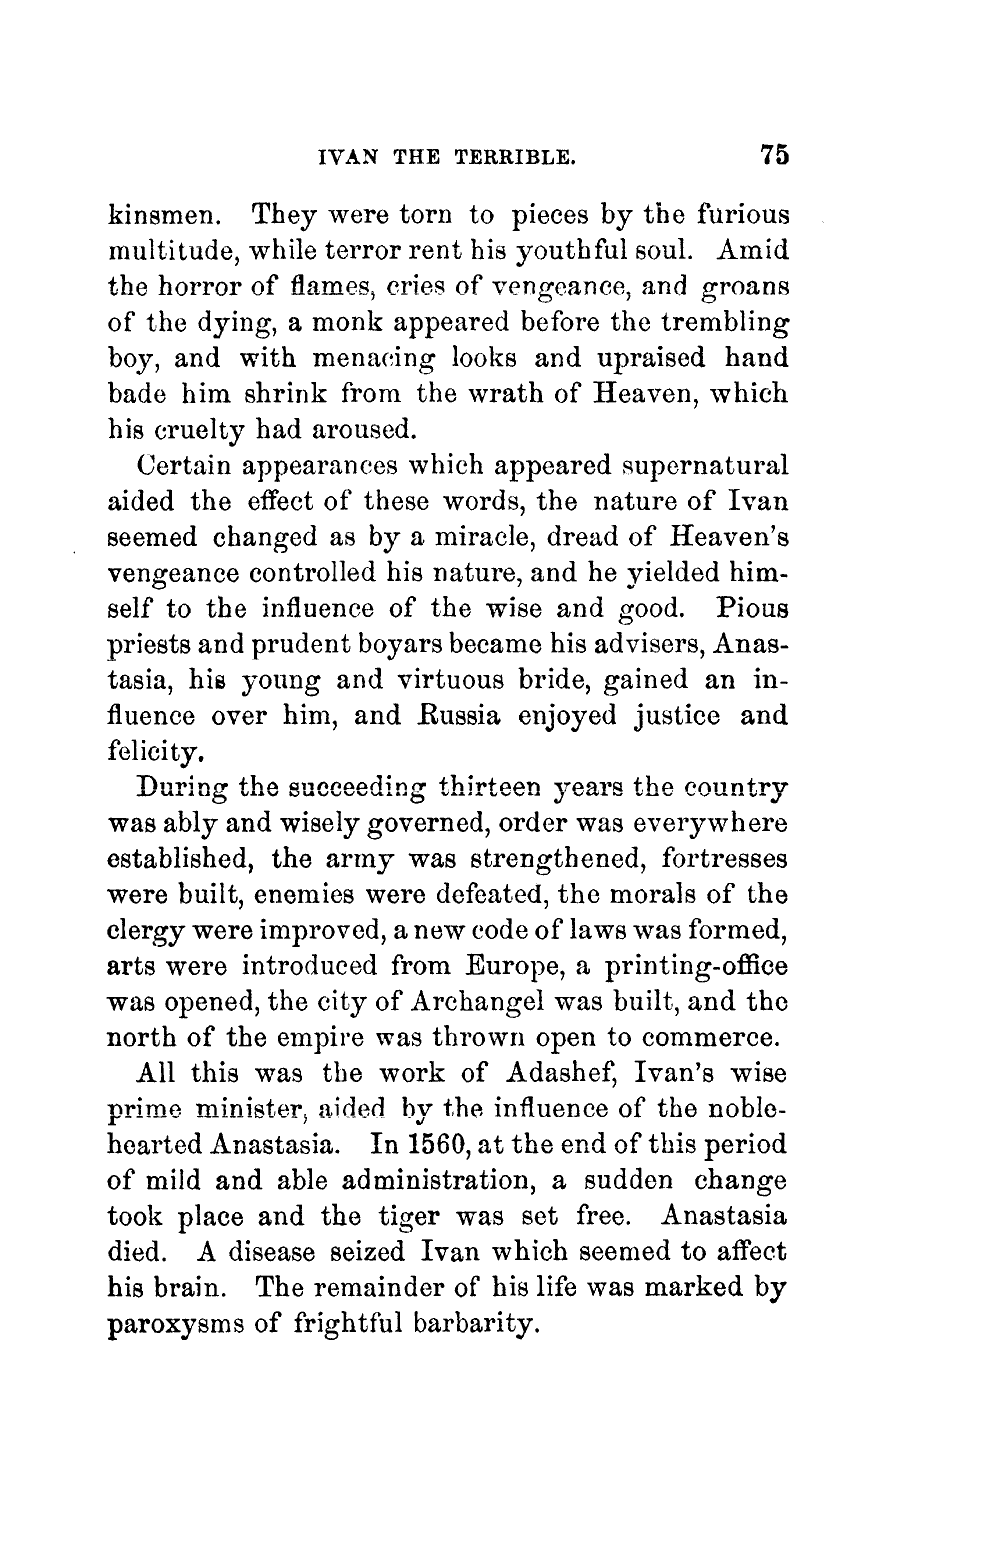 IVAN THE TERRIBLE. 75
kinsmen. They were torn to pieces by the furious
multitude, while terror rent his youthful soul. Amid
the horror of flames, cries of vengeance, and groans
of the dying, a monk appeared before the trembling
boy, and with menacing looks and upraised hand
bade him shrink from the wrath of Heaven, which
his cruelty had aroused.
Certain appearances which appeared supernatural
aided the effect of these words, the nature of Ivan
seemed changed as by a miracle, dread of Heaven's
vengeance controlled his nature, and he yielded him-
self to the influence of the wise and good. Pious
priests and prudent boyars became his advisers, Anas-
tasia, his young and virtuous bride, gained an in-
fluence over him, and Russia enjoyed justice and
felicity.
During the succeeding thirteen years the country
was ably and wisely governed, order was everywhere
established, the army was strengthened, fortresses
were built, enemies were defeated, the morals of the
clergy were improved, a new code of laws was formed,
arts were introduced from Europe, a printing-office
was opened, the city of Archangel was built, and the
north of the empire was thrown open to commerce.
All this was the work of Adashef, Ivan's wise
prime minister, aided by the influence of the noble-
hearted Anastasia. In 1560, at the end of this period
of mild and able administration, a sudden change
took place and the tiger was set free. Anastasia
died. A disease seized Ivan which seemed to affect
his brain. The remainder of his life was marked by
paroxysms of frightful barbarity.